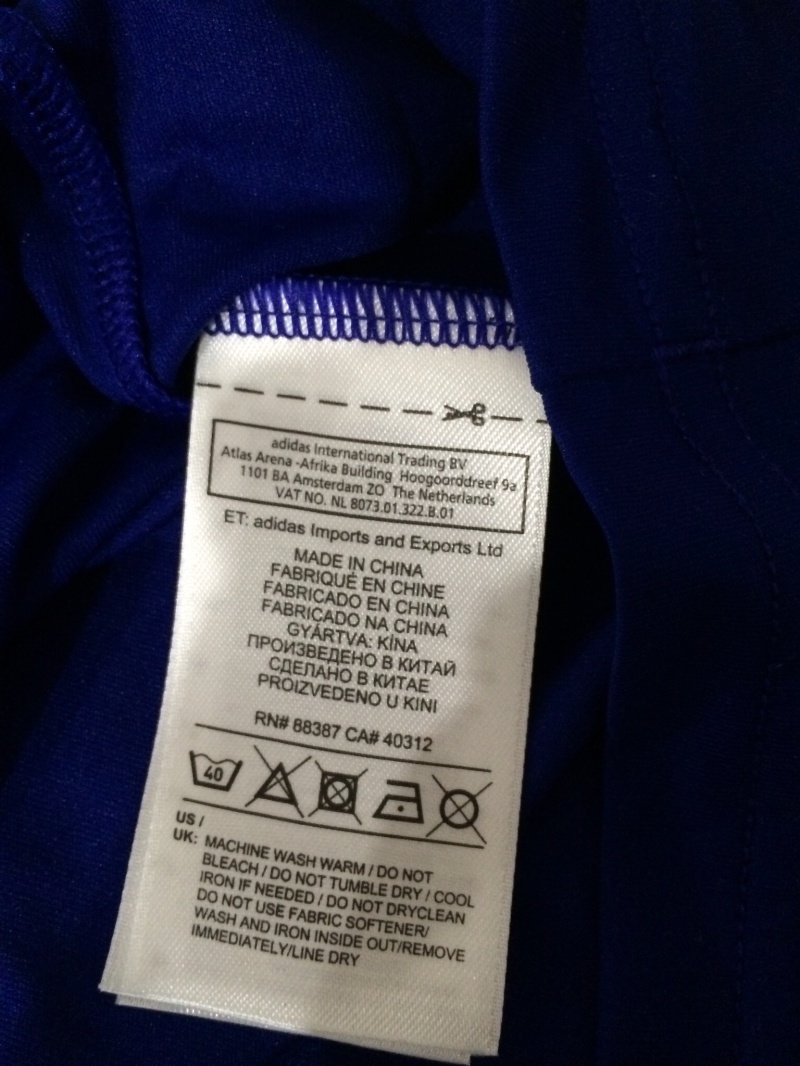 adidas International Trading BV
Atlas Arena -Afrika Building Hoogoorddreef 9a
1101 BA Amsterdam ZO The Netherlands
VAT NO. NL 8073.01.322.B.01
ET: adidas Imports and Exports Ltd
MADE IN CHINA
FABRIQUÉ EN CHINE
FABRICADO EN CHINA
FABRICADO NA CHINA
GYÁRTVA: KÍNA
ПРОИЗВЕДЕНО В КИТАЙ
СДЕЛАНО В КИТАЕ
PROIZVEDENO U KINI
RN# 88387 CA# 40312
40
US /
UK: MACHINE WASH WARM / DO NOT
BLEACH / DO NOT TUMBLE DRY / COOL
IRON IF NEEDED / DO NOT DRYCLEAN
DO NOT USE FABRIC SOFTENER/
WASH AND IRON INSIDE OUT/REMOVE
IMMEDIATELY/LINE DRY